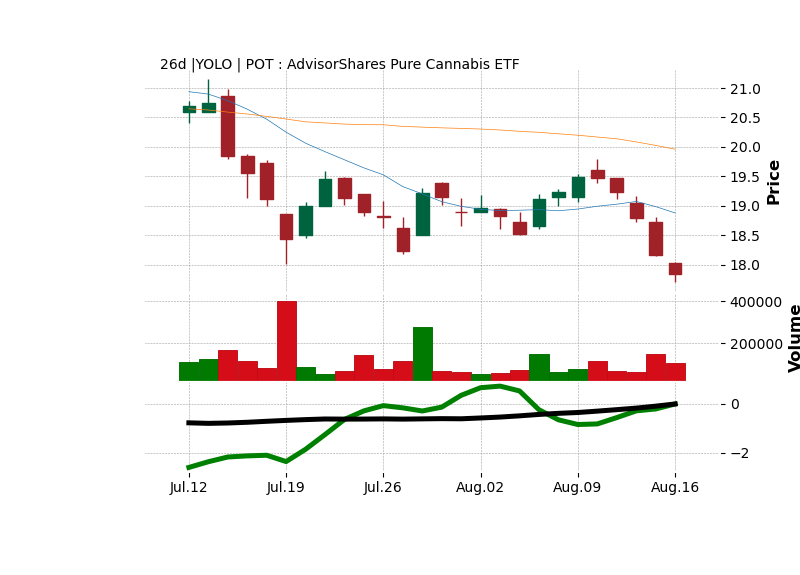 26d |YOLO | POT : AdvisorShares Pure Cannabis ETF
21.0
20.5
20.0
19.5
19.0
18.5
18.0
Price
400000
200000
Volume
0
−2
Jul.12 Jul.19 Jul.26 Aug.02 Aug.09 Aug.16